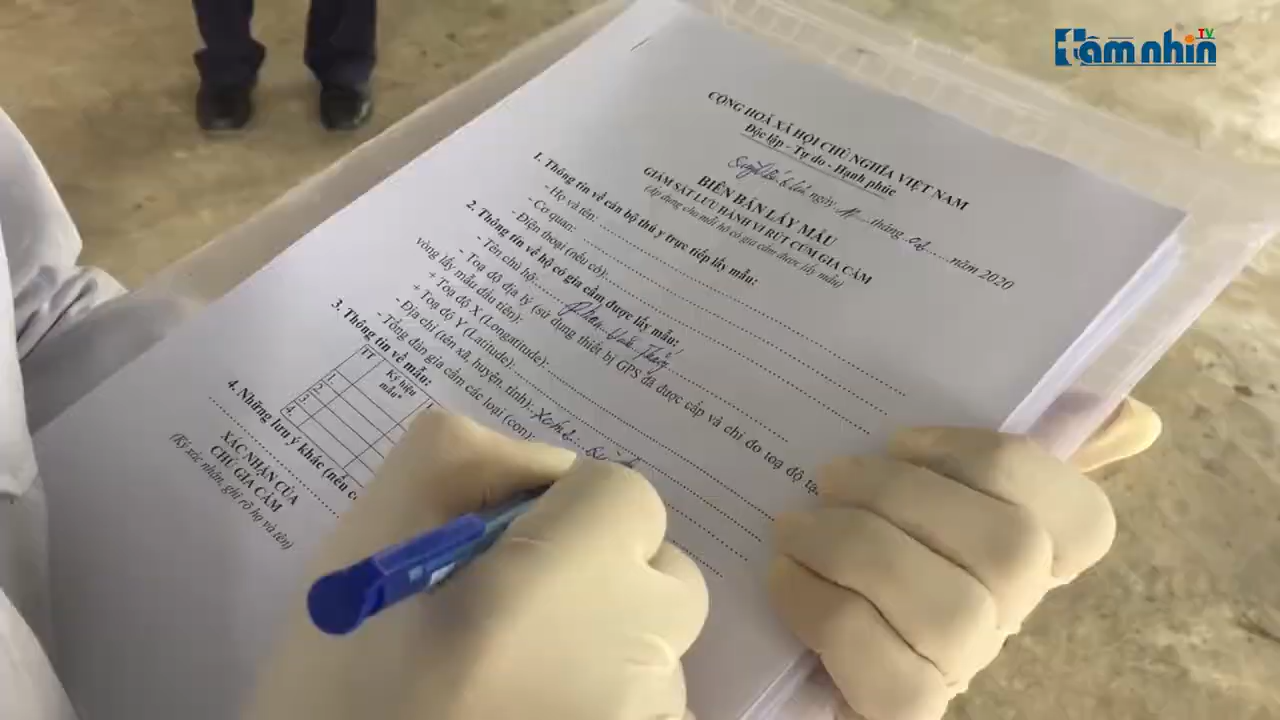 Tầm nhìn TV
CỘNG HOÀ XÃ HỘI CHỦ NGHĨA VIỆT NAM
Độc lập - Tự do - Hạnh phúc
ngày tháng năm 2020
BIÊN BẢN LẤY MẪU
GIÁM SÁT LƯU HÀNH VI RÚT CÚM GIA CẦM
(Áp dụng cho mỗi hộ có gia cầm được lấy mẫu)
1. Thông tin về cán bộ thú y trực tiếp lấy mẫu:
- Họ và tên:
- Cơ quan:
- Điện thoại (nếu có):
2. Thông tin về hộ có gia cầm được lấy mẫu:
- Tên chủ hộ:
- Toạ độ địa lý (sử dụng thiết bị GPS đã được cấp và chỉ đo toạ độ tại
vòng lấy mẫu đầu tiên):
+ Toạ độ X (Longatitude):
+ Toạ độ Y (Latitude):
- Địa chỉ (tên xã, huyện, tỉnh):
- Tổng đàn gia cầm các loại (con):
3. Thông tin về mẫu:
TT Ký hiệu mẫu*
1.
2.
3.
4.
4. Những lưu ý khác (nếu c
XÁC NHẬN CỦA
CHỦ GIA CẦM
(Ký xác nhận, ghi rõ họ và tên)